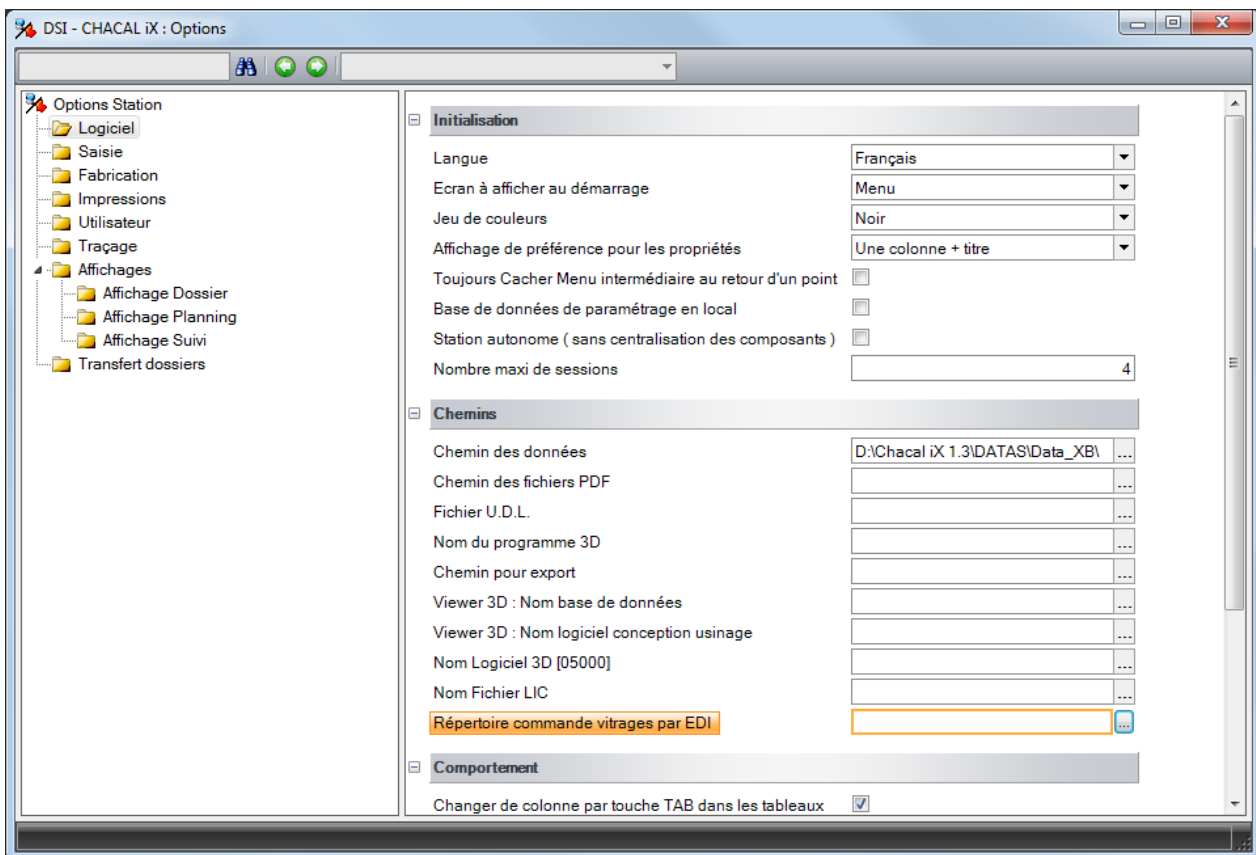 DSI - CHACAL iX : Options
Options Station
Logiciel
Saisie
Fabrication
Impressions
Utilisateur
Traçage
Affichages
Affichage Dossier
Affichage Planning
Affichage Suivi
Transfert dossiers
Initialisation
Langue Français
Ecran à afficher au démarrage Menu
Jeu de couleurs Noir
Affichage de préférence pour les propriétés Une colonne + titre
Toujours Cacher Menu intermédiaire au retour d'un point
Base de données de paramétrage en local
Station autonome ( sans centralisation des composants )
Nombre maxi de sessions 4
Chemins
Chemin des données D:\Chacal iX 1.3\DATAS\Data_XB\ ...
Chemin des fichiers PDF ...
Fichier U.D.L. ...
Nom du programme 3D ...
Chemin pour export ...
Viewer 3D : Nom base de données ...
Viewer 3D : Nom logiciel conception usinage ...
Nom Logiciel 3D [05000] ...
Nom Fichier LIC ...
Répertoire commande vitrages par EDI ...
Comportement
Changer de colonne par touche TAB dans les tableaux